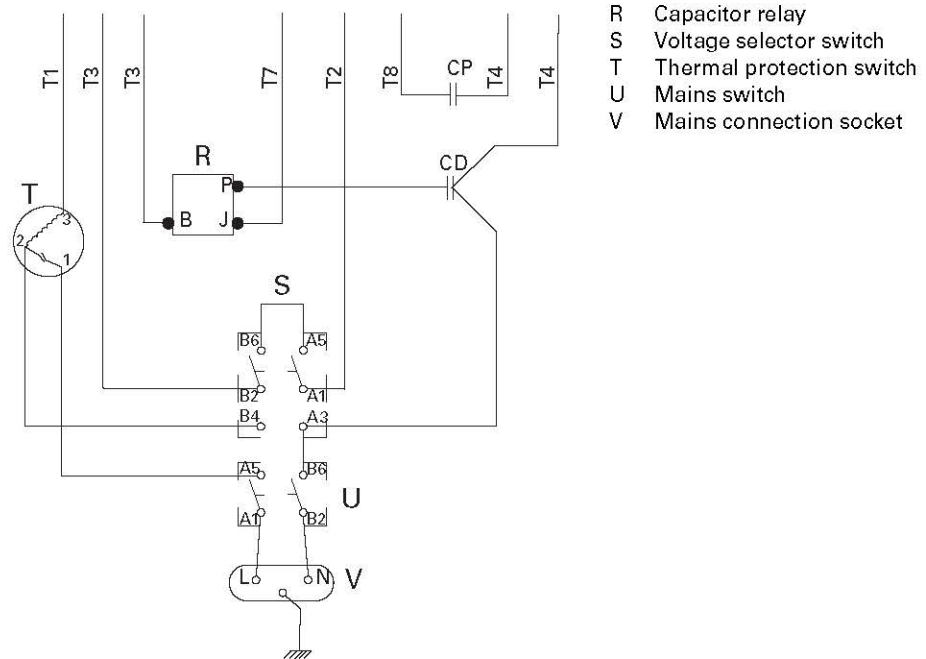 R Capacitor relay
S Voltage selector switch
T Thermal protection switch
U Mains switch
V Mains connection socket
T1
T3
T3
T7
T2
T8
CP
T4
T4
R
CD
P
T
3
B
J
2
1
S
B6
A5
B2
A1
B4
A3
A5
B6
U
A1
B2
L
N
V